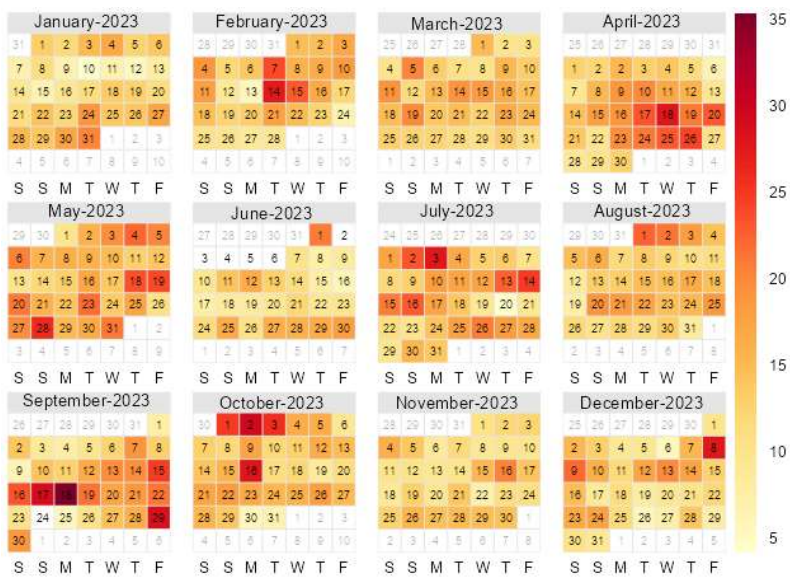 January-2023
31 1 2 3 4 5 6
7 8 9 10 11 12 13
14 15 16 17 18 19 20
21 22 23 24 25 26 27
28 29 30 31 1 2 3
4 5 6 7 8 9 10
S S M T W T F
February-2023
28 29 30 31 1 2 3
4 5 6 7 8 9 10
11 12 13 14 15 16 17
18 19 20 21 22 23 24
25 26 27 28 1 2 3
4 5 6 7 8 9 10
S S M T W T F
March-2023
25 26 27 28 1 2 3
4 5 6 7 8 9 10
11 12 13 14 15 16 17
18 19 20 21 22 23 24
25 26 27 28 29 30 31
1 2 3 4 5 6 7
S S M T W T F
April-2023
25 26 27 28 29 30 31
1 2 2 3 4 5 6
7 8 9 10 11 12 13
14 15 16 17 18 19 20
21 22 23 24 25 26 27
28 29 30 1 2 3 4
S S M T W T F
May-2023
29 30 1 2 3 4 5
6 7 8 9 10 11 12
13 14 15 16 17 18 19
20 21 22 23 24 25 26
27 28 29 30 31 1 2
3 4 5 6 7 8 9
S S M T W T F
June-2023
27 28 29 30 31 1 2
3 4 5 6 7 8 9
10 11 12 13 14 15 16
17 18 19 20 21 22 23
24 25 26 27 28 29 30
1 2 3 4 5 6 7
S S M T W T F
July-2023
24 25 26 27 28 29 30
1 2 3 4 5 6 7
8 9 10 11 12 13 14
15 16 17 18 19 20 21
22 23 24 25 26 27 28
29 30 31 1 2 3 4
S S M T W T F
August-2023
29 30 31 1 2 3 4
5 6 7 8 9 10 11
12 13 14 15 16 17 18
19 20 21 22 23 24 25
26 27 28 29 30 31 1
2 3 4 5 6 7 8
S S M T W T F
September-2023
26 27 28 29 30 31 1
2 3 4 5 6 7 8
9 10 11 12 13 14 15
16 17 18 19 20 21 22
23 24 25 26 27 28 29
30 1 2 3 4 5 6
S S M T W T F
October-2023
30 1 2 3 4 5 6
7 8 9 10 11 12 13
14 15 16 17 18 19 20
21 22 23 24 25 26 27
28 29 30 31 1 2 3
4 5 6 7 8 9 10
S S M T W T F
November-2023
28 29 30 31 1 2 3
4 5 6 7 8 9 10
11 12 13 14 15 16 17
18 19 20 21 22 23 24
25 26 27 28 29 30 1
2 3 4 5 6 7 8
S S M T W T F
December-2023
25 26 27 28 29 30 1
2 3 4 5 6 7 8
9 10 11 12 13 14 15
16 17 18 19 20 21 22
23 24 25 26 27 28 29
30 31 1 2 3 4 5
S S M T W T F
35
30
25
20
15
10
5